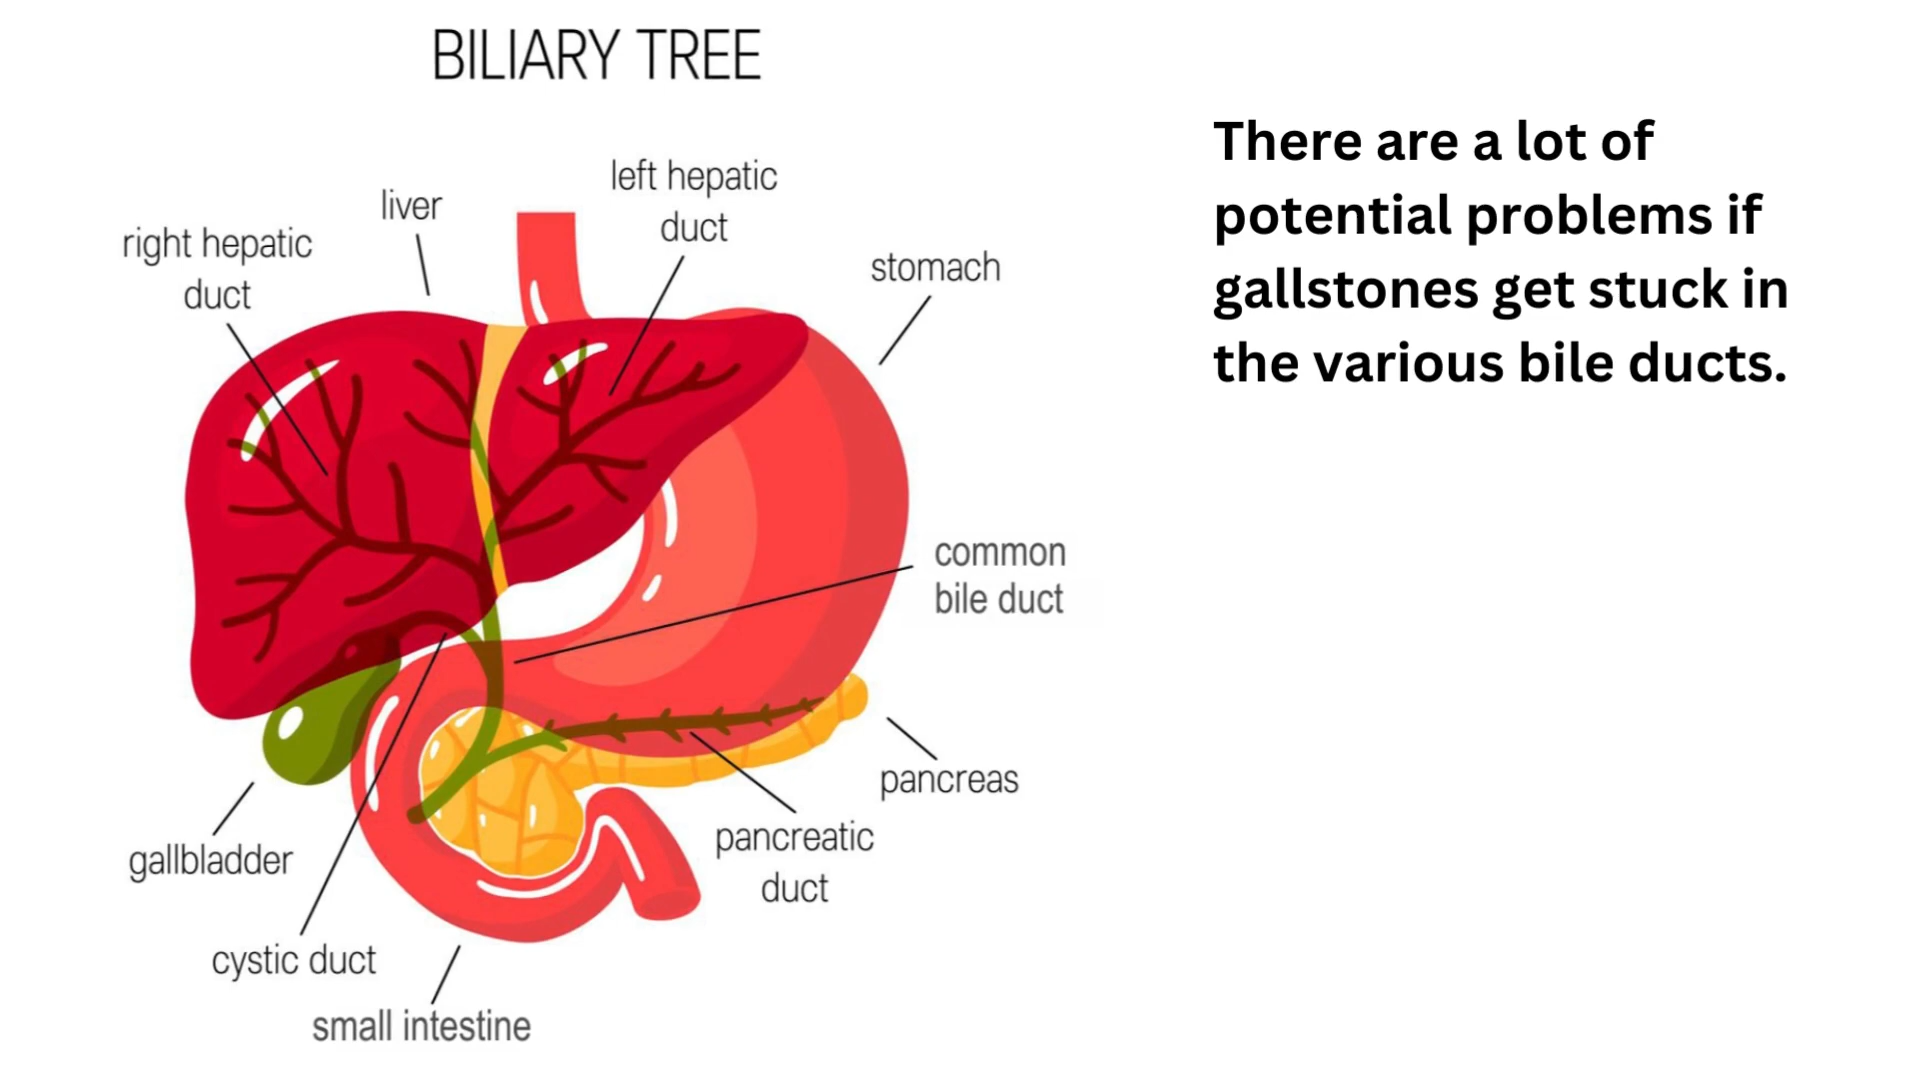 BILIARY TREE
left hepatic
duct
liver
right hepatic
duct
stomach
common
bile duct
pancreas
pancreatic
duct
gallbladder
cystic duct
small intestine
There are a lot of
potential problems if
gallstones get stuck in
the various bile ducts.